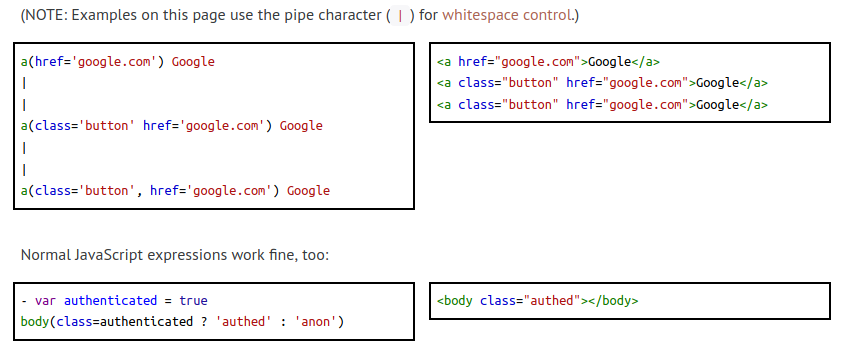 (NOTE: Examples on this page use the pipe character ( | ) for whitespace control.)
a(href='google.com') Google
|
|
a(class='button' href='google.com') Google
|
|
a(class='button', href='google.com') Google
<a href="google.com">Google</a>
<a class="button" href="google.com">Google</a>
<a class="button" href="google.com">Google</a>
Normal JavaScript expressions work fine, too:
- var authenticated = true
body(class=authenticated ? 'authed' : 'anon')
<body class="authed"></body>